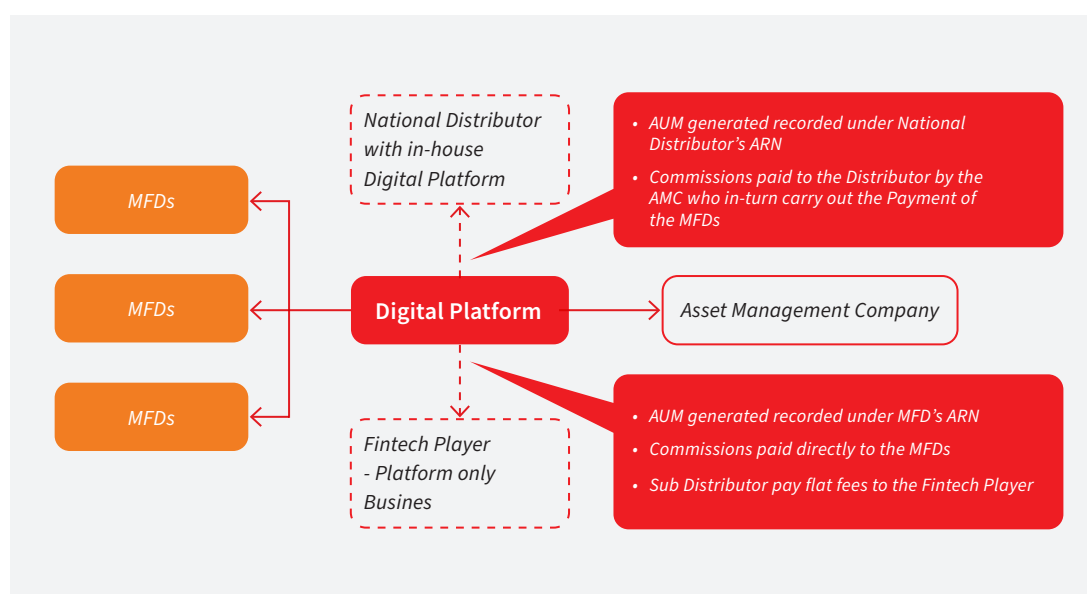 National Distributor
with in-house
Digital Platform
• AUM generated recorded under National
Distributor's ARN
• Commissions paid to the Distributor by the
AMC who in-turn carry out the Payment of
the MFDs
MFDs
MFDs
MFDs
Digital Platform
Asset Management Company
Fintech Player
- Platform only
Busines
• AUM generated recorded under MFD's ARN
• Commissions paid directly to the MFDs
• Sub Distributor pay flat fees to the Fintech Player